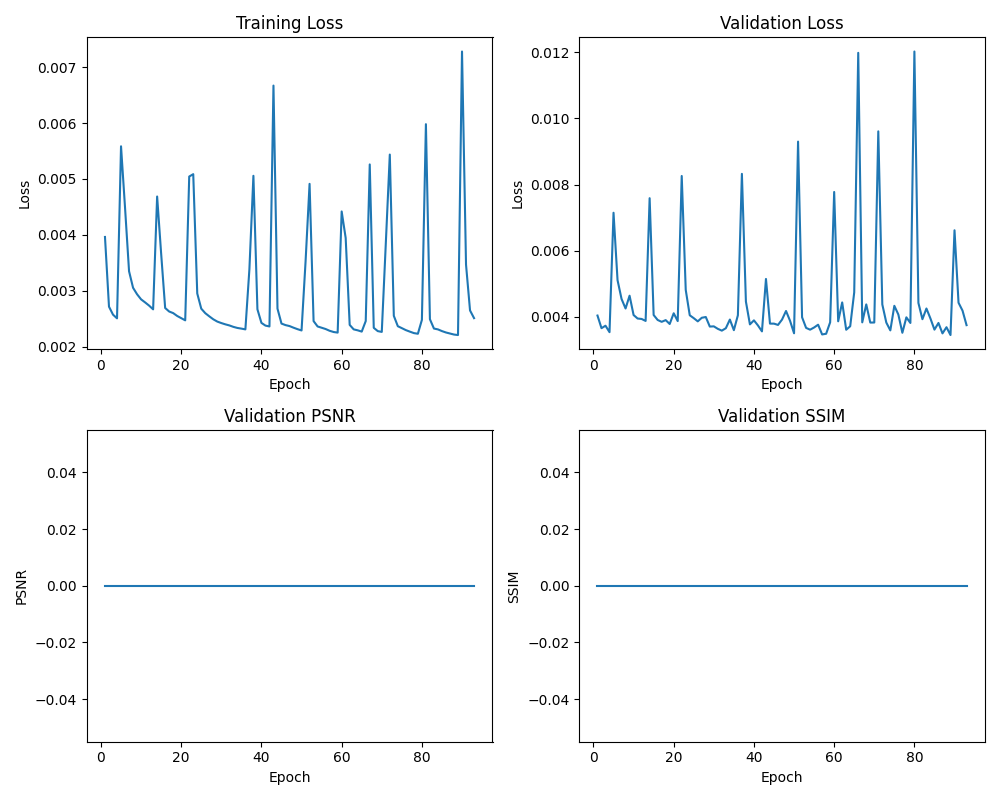 Training Loss
Loss
0.007
0.006
0.005
0.004
0.003
0.002
0 20 40 60 80
Epoch
Validation Loss
Loss
0.012
0.010
0.008
0.006
0.004
0 20 40 60 80
Epoch
Validation PSNR
PSNR
0.04
0.02
0.00
−0.02
−0.04
0 20 40 60 80
Epoch
Validation SSIM
SSIM
0.04
0.02
0.00
−0.02
−0.04
0 20 40 60 80
Epoch